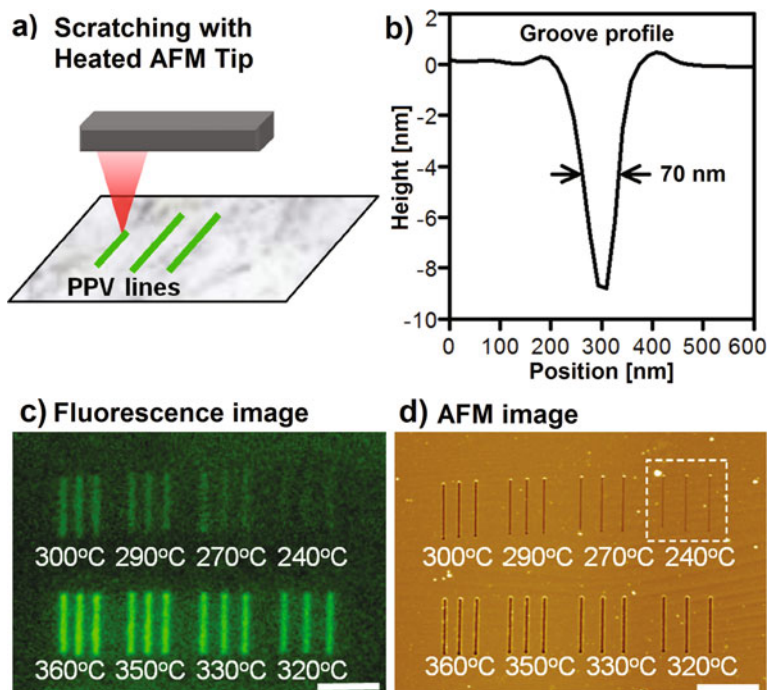 a) Scratching with
Heated AFM Tip
PPV lines
b)
Groove profile
2
0
-2
-4
-6
-8
-10
Height [nm]
70 nm
0 100 200 300 400 500 600
Position [nm]
c) Fluorescence image
300ºC 290ºC 270ºC 240ºC
360ºC 350ºC 330ºC 320ºC
d) AFM image
300ºC 290ºC 270ºC 240ºC
360ºC 350ºC 330ºC 320ºC